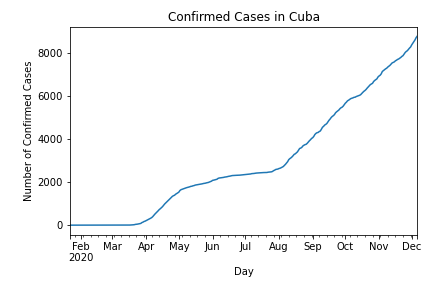 Confirmed Cases in Cuba
Number of Confirmed Cases
8000
6000
4000
2000
0
Feb Mar Apr May Jun Jul Aug Sep Oct Nov Dec
2020
Day